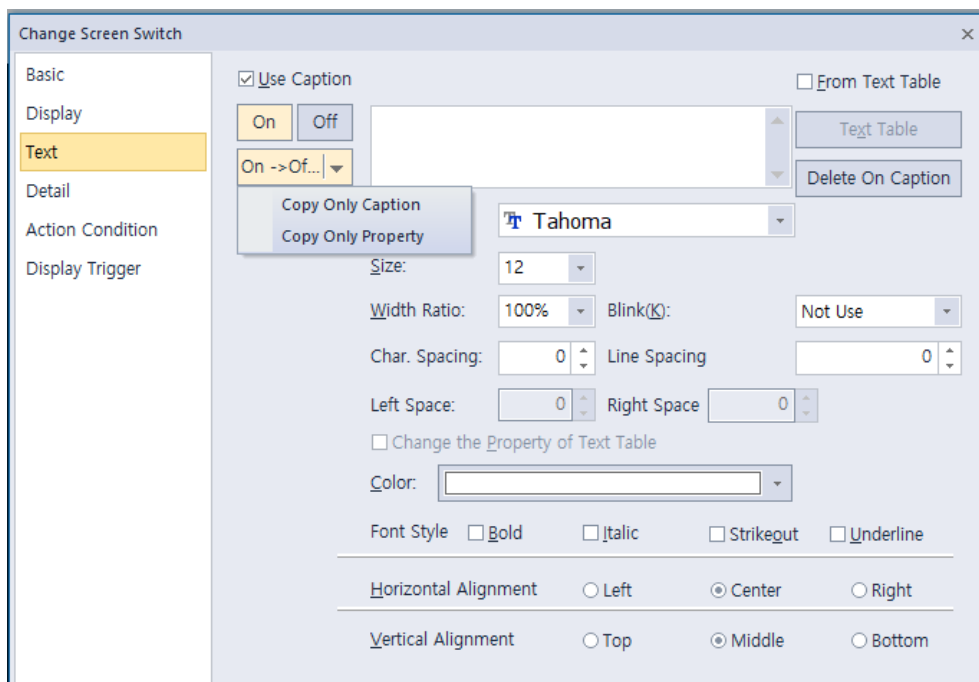 Change Screen Switch
Basic
Display
Text
Detail
Action Condition
Display Trigger
Use Caption
From Text Table
On Off
Text Table
On ->Of...
Delete On Caption
Copy Only Caption
Copy Only Property
Tahoma
Size: 12
Width Ratio: 100% Blink(K): Not Use
Char. Spacing: 0 Line Spacing 0
Left Space: 0 Right Space 0
Change the Property of Text Table
Color:
Font Style Bold Italic Strikeout Underline
Horizontal Alignment Left Center Right
Vertical Alignment Top Middle Bottom